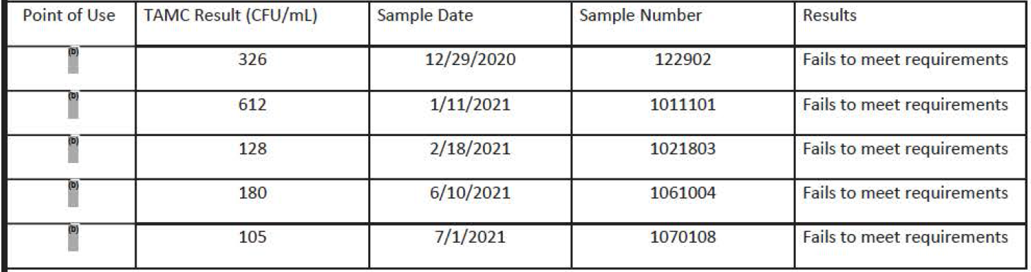 Point of Use TAMC Result (CFU/mL) Sample Date Sample Number Results
(b) 326 12/29/2020 122902 Fails to meet requirements
(b) 612 1/11/2021 1011101 Fails to meet requirements
(b) 128 2/18/2021 1021803 Fails to meet requirements
(b) 180 6/10/2021 1061004 Fails to meet requirements
(b) 105 7/1/2021 1070108 Fails to meet requirements